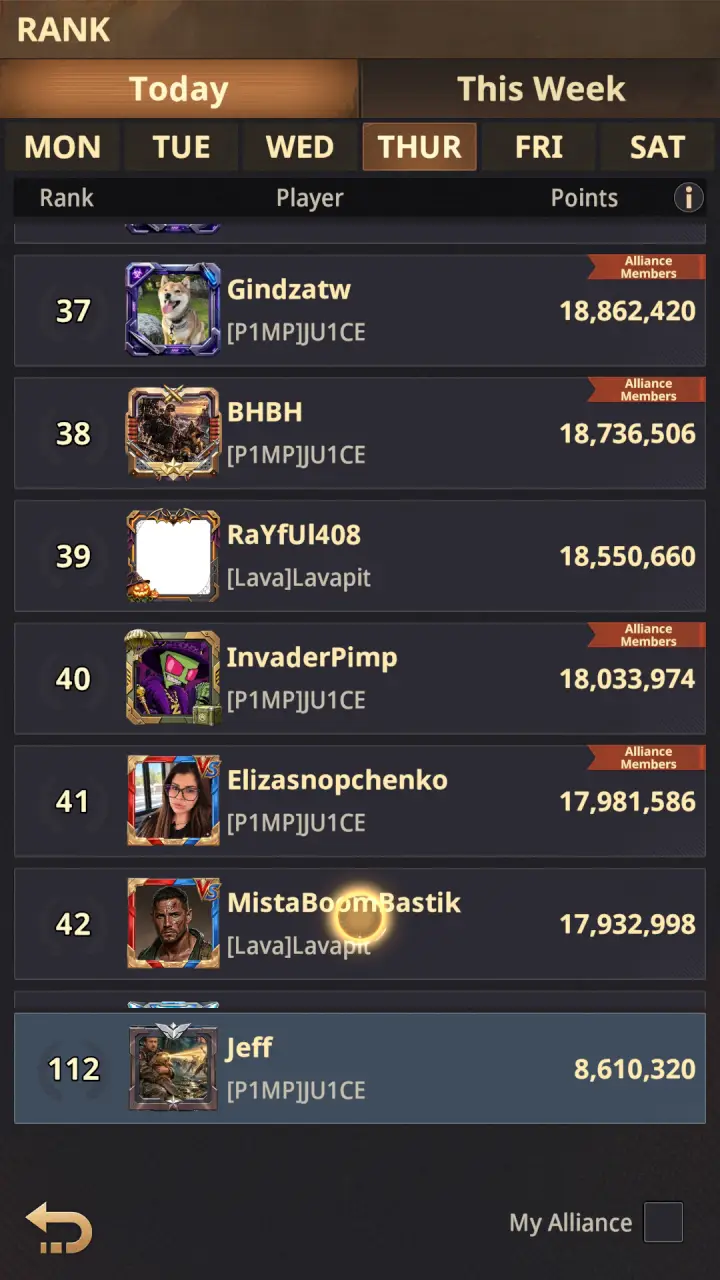 RANK
Today
This Week
MON
TUE
WED
THUR
FRI
SAT
Rank
Player
Points
Alliance
Members
37
Gindzatw
[P1MP]JU1CE
18,862,420
Alliance
Members
38
BHBH
[P1MP]JU1CE
18,736,506
39
RaYfUl408
[Lava]Lavapit
18,550,660
Alliance
Members
40
InvaderPimp
[P1MP]JU1CE
18,033,974
Alliance
Members
41
Elizasnopchenko
[P1MP]JU1CE
17,981,586
VS
42
MistaBoomBastik
[Lava]Lavapit
17,932,998
VS
112
Jeff
[P1MP]JU1CE
8,610,320
My Alliance